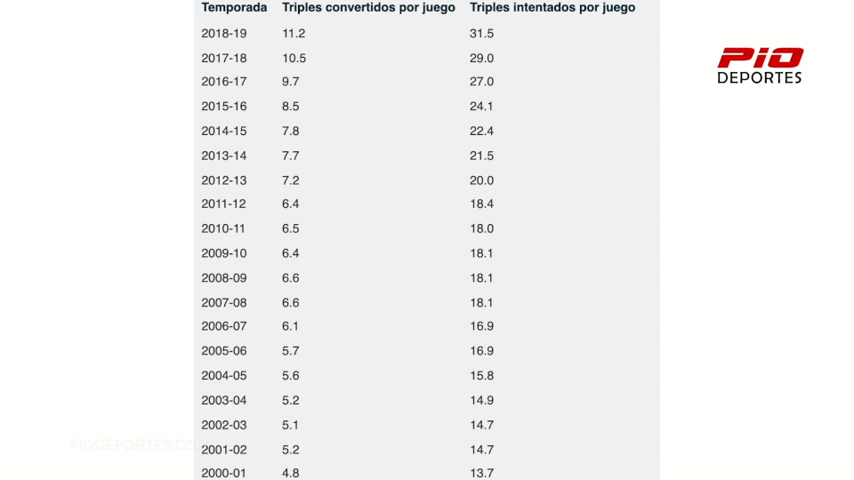 Temporada Triples convertidos por juego Triples intentados por juego
2018-19 11.2 31.5
2017-18 10.5 29.0
2016-17 9.7 27.0
2015-16 8.5 24.1
2014-15 7.8 22.4
2013-14 7.7 21.5
2012-13 7.2 20.0
2011-12 6.4 18.4
2010-11 6.5 18.0
2009-10 6.4 18.1
2008-09 6.6 18.1
2007-08 6.6 18.1
2006-07 6.1 16.9
2005-06 5.7 16.9
2004-05 5.6 15.8
2003-04 5.2 14.9
2002-03 5.1 14.7
2001-02 5.2 14.7
2000-01 4.8 13.7
PIO
DEPORTES
PIODEPORTES.CO